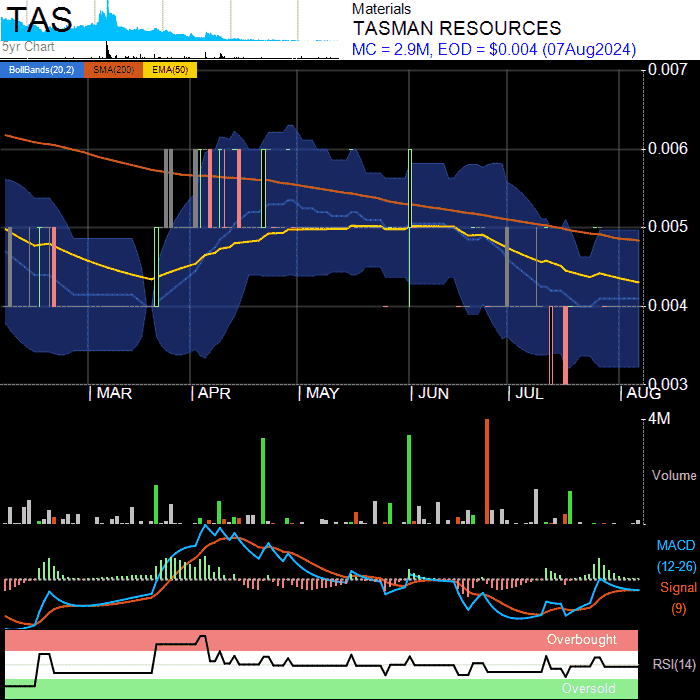 TAS
5yr Chart
Materials
TASMAN RESOURCES
MC = 2.9M, EOD = $0.004 (07Aug2024)
BollBands(20,2) SMA(200) EMA(50)
0.007
0.006
0.005
0.004
0.003
| MAR | APR | MAY | JUN | JUL | AUG
4M
Volume
MACD
(12-26)
Signal
(9)
Overbought
RSI(14)
Oversold